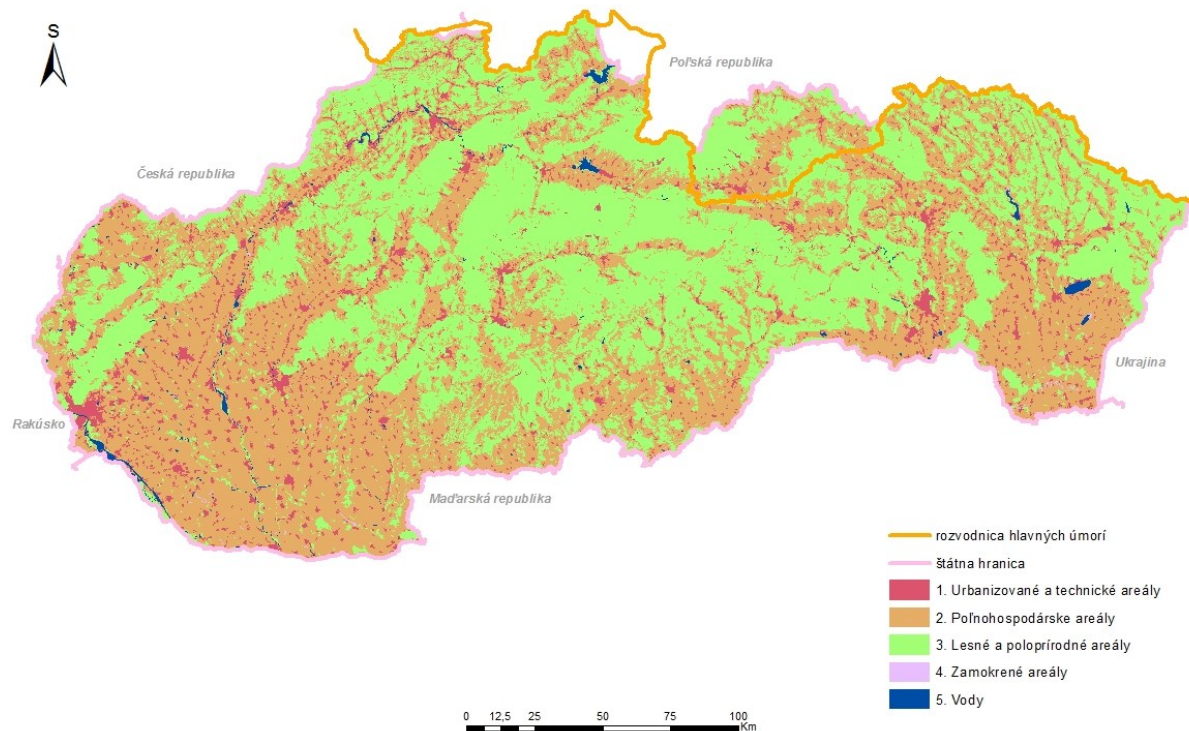 S
Poľská republika
Česká republika
Ukrajina
Rakúsko
Maďarská republika
rozvodnica hlavných úmorí
štátna hranica
1. Urbanizované a technické areály
2. Poľnohospodárske areály
3. Lesné a poloprírodné areály
4. Zamokrené areály
5. Vody
0 12,5 25 50 75 100
Km